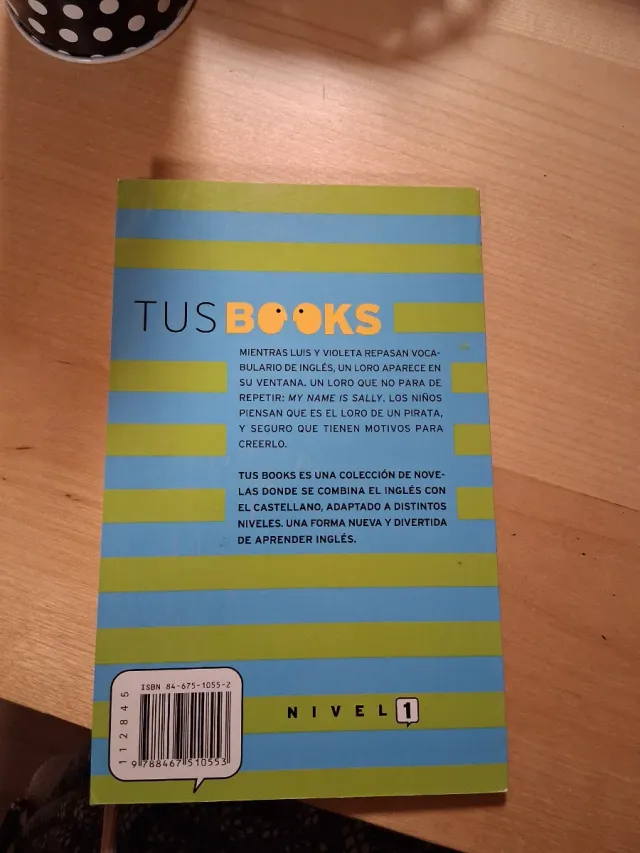 TUS BOOKS
MIENTRAS LUIS Y VIOLETA REPASAN VOCA-
BULARIO DE INGLÉS, UN LORO APARECE EN
SU VENTANA. UN LORO QUE NO PARA DE
REPETIR: MY NAME IS SALLY. LOS NIÑOS
PIENSAN QUE ES EL LORO DE UN PIRATA,
Y SEGURO QUE TIENEN MOTIVOS PARA
CREERLO.
TUS BOOKS ES UNA COLECCIÓN DE NOVE-
LAS DONDE SE COMBINA EL INGLÉS CON
EL CASTELLANO, ADAPTADO A DISTINTOS
NIVELES. UNA FORMA NUEVA Y DIVERTIDA
DE APRENDER INGLÉS.
ISBN 84-675-1055-2
112845
9 788467 510553
NIVEL 1